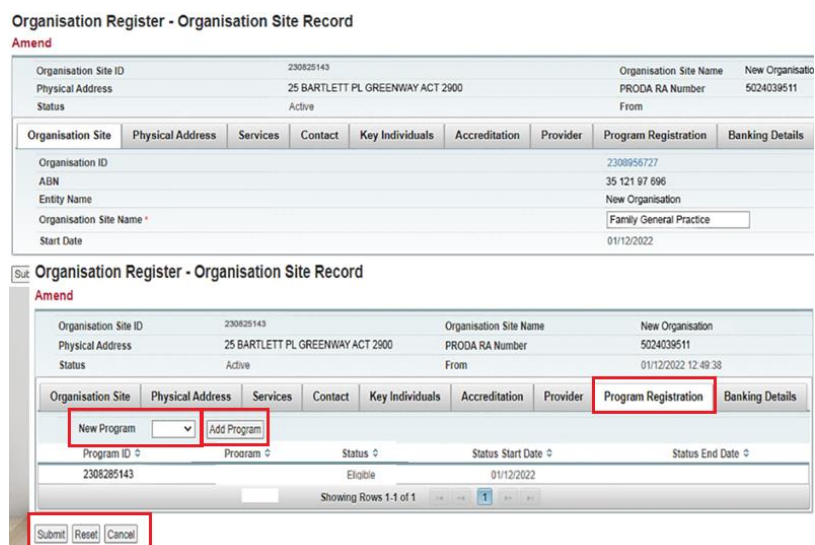 Organisation Register - Organisation Site Record
Amend
Organisation Site ID 230825143 Organisation Site Name New Organisatio
Physical Address 25 BARTLETT PL GREENWAY ACT 2900 PRODA RA Number 5024039511
Status Active From
Organisation Site Physical Address Services Contact Key Individuals Accreditation Provider Program Registration Banking Details
Organisation ID 2308956727
ABN 35 121 97 696
Entity Name New Organisation
Organisation Site Name * Family General Practice
Start Date 01/12/2022
Sub
Organisation Register - Organisation Site Record
Amend
Organisation Site ID 230825143 Organisation Site Name New Organisation
Physical Address 25 BARTLETT PL GREENWAY ACT 2900 PRODA RA Number 5024039511
Status Active From 01/12/2022 12:49:38
Organisation Site Physical Address Services Contact Key Individuals Accreditation Provider Program Registration Banking Details
New Program Add Program
Program ID Program Status Status Start Date Status End Date
2308285143 Eligible 01/12/2022
Showing Rows 1-1 of 1 1
Submit Reset Cancel